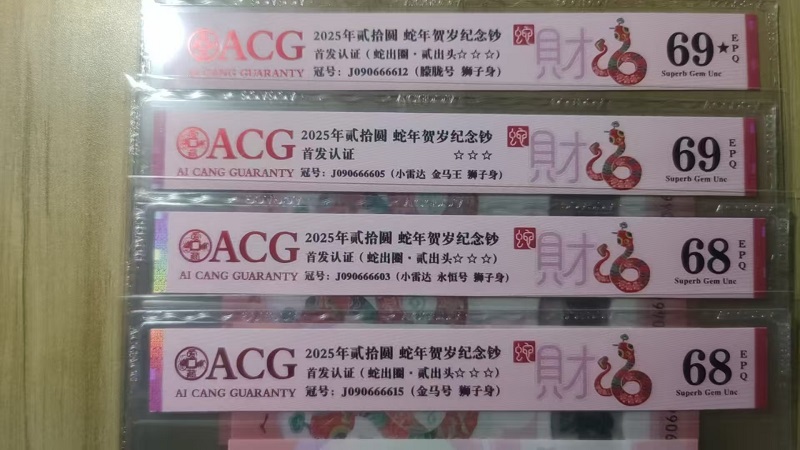 ACG
AI CANG GUARANTY
2025年贰拾圆 蛇年贺岁纪念钞
首发认证(蛇出圈·贰出头☆☆☆)
冠号: J090666612 (朦胧号 狮子身)
蛇
財
69★
EPQ
Superb Gem Unc
ACG
AI CANG GUARANTY
2025年贰拾圆 蛇年贺岁纪念钞
首发认证 ☆☆☆
冠号: J090666605 (小雷达 金马王 狮子身)
蛇
財
69
EPQ
Superb Gem Unc
ACG
AI CANG GUARANTY
2025年贰拾圆 蛇年贺岁纪念钞
首发认证(蛇出圈·贰出头☆☆☆)
冠号: J090666603 (小雷达 永恒号 狮子身)
蛇
財
68
EPQ
Superb Gem Unc
ACG
AI CANG GUARANTY
2025年贰拾圆 蛇年贺岁纪念钞
首发认证(蛇出圈·贰出头☆☆☆)
冠号: J090666615 (金马号 狮子身)
蛇
財
68
EPQ
Superb Gem Unc